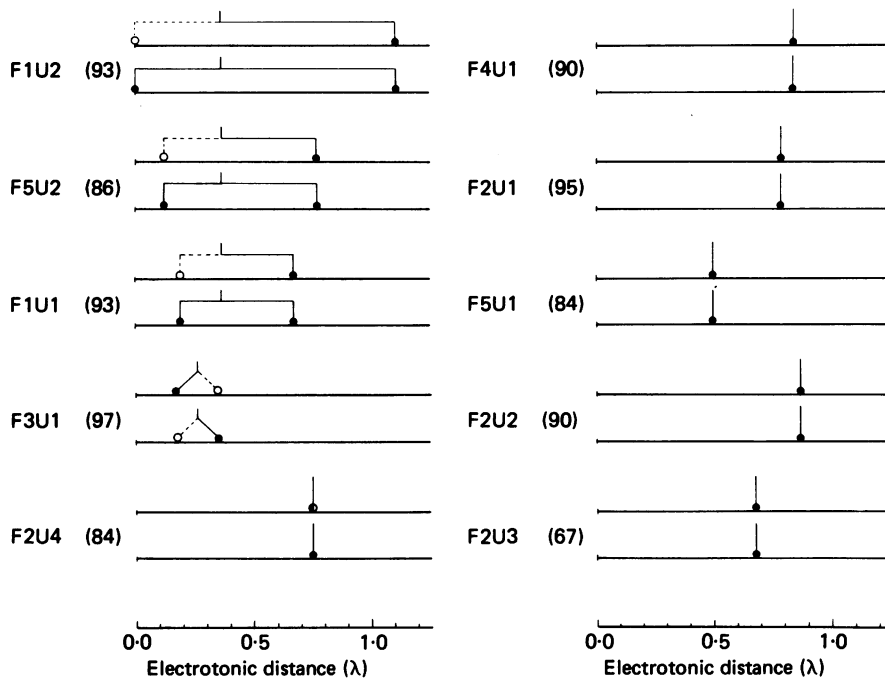 F1U2 (93)
F5U2 (86)
F1U1 (93)
F3U1 (97)
F2U4 (84)
0·0 0·5 1·0
Electrotonic distance (λ)
F4U1 (90)
F2U1 (95)
F5U1 (84)
F2U2 (90)
F2U3 (67)
0·0 0·5 1·0
Electrotonic distance (λ)